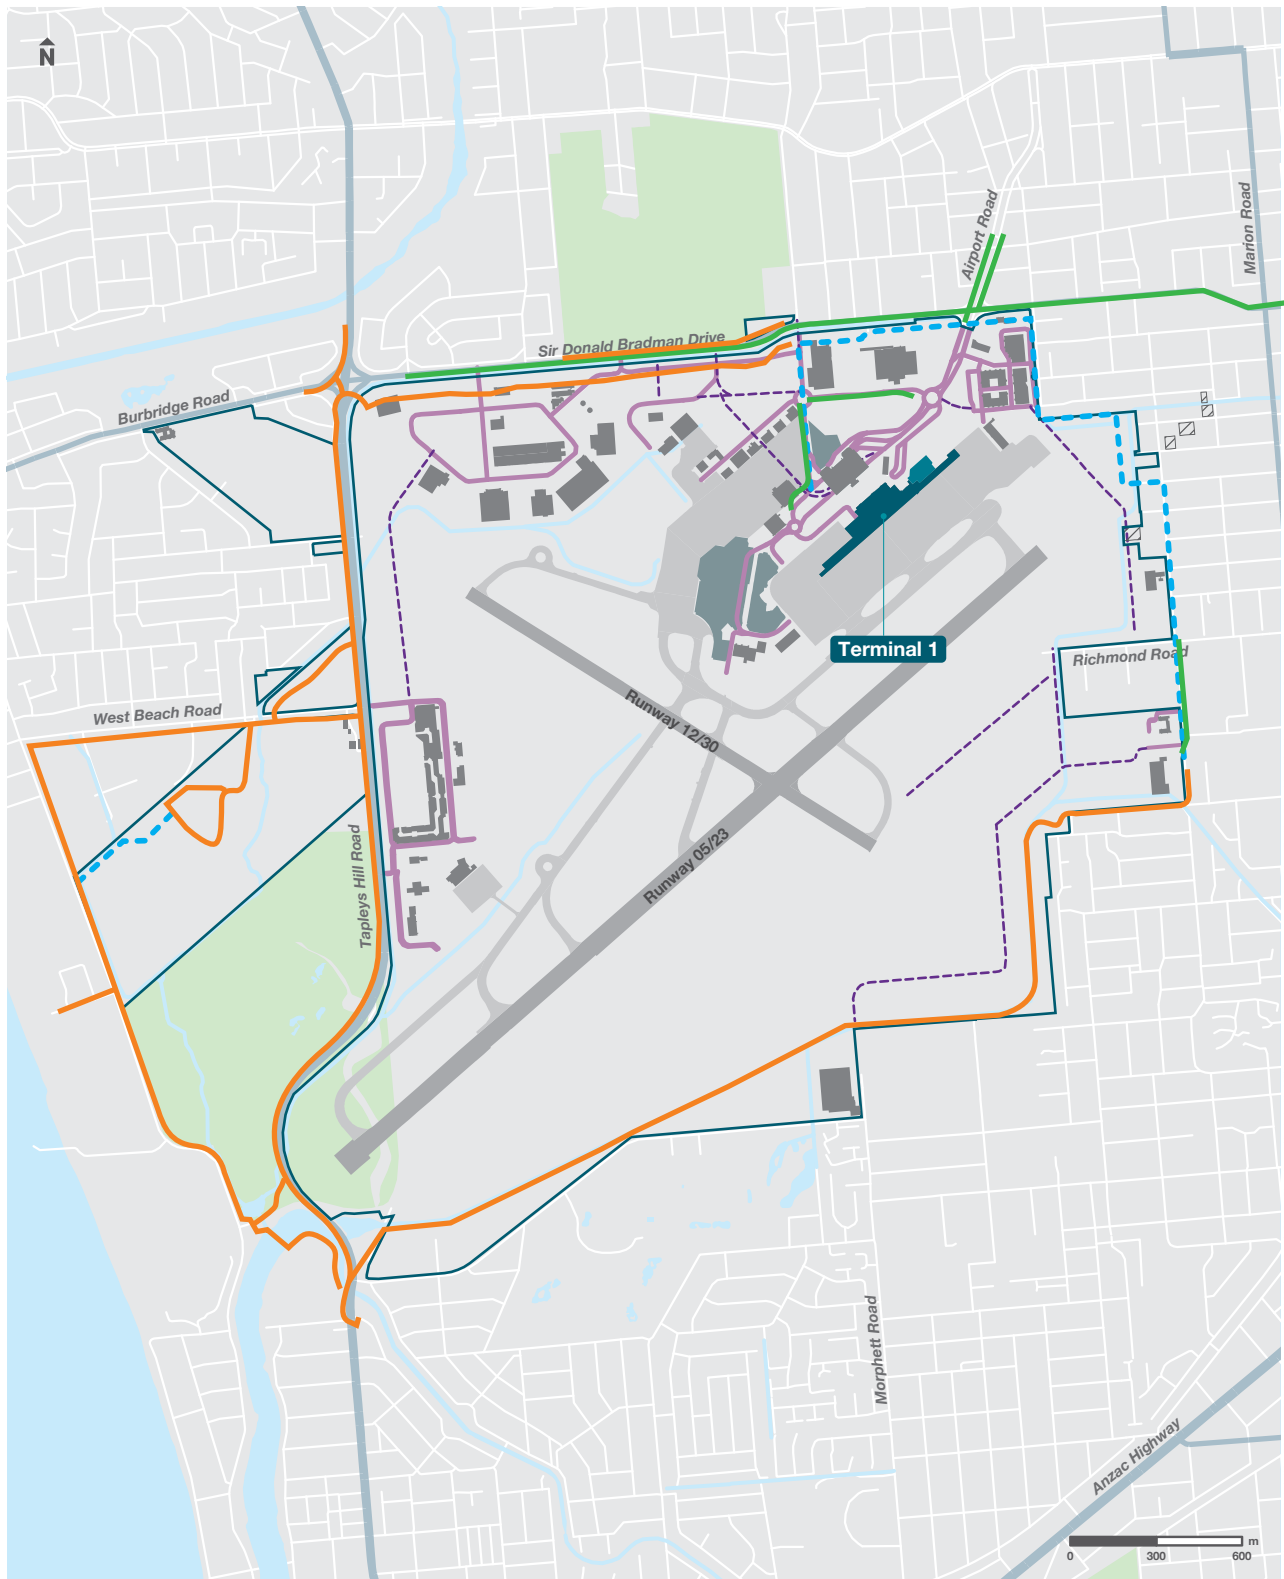 N
Airport Road
Marion Road
Sir Donald Bradman Drive
Burbridge Road
Terminal 1
Richmond Road
West Beach Road
Runway 12/30
Runway 05/23
Tapleys Hill Road
Morphett Road
Anzac Highway
m
0 300 600